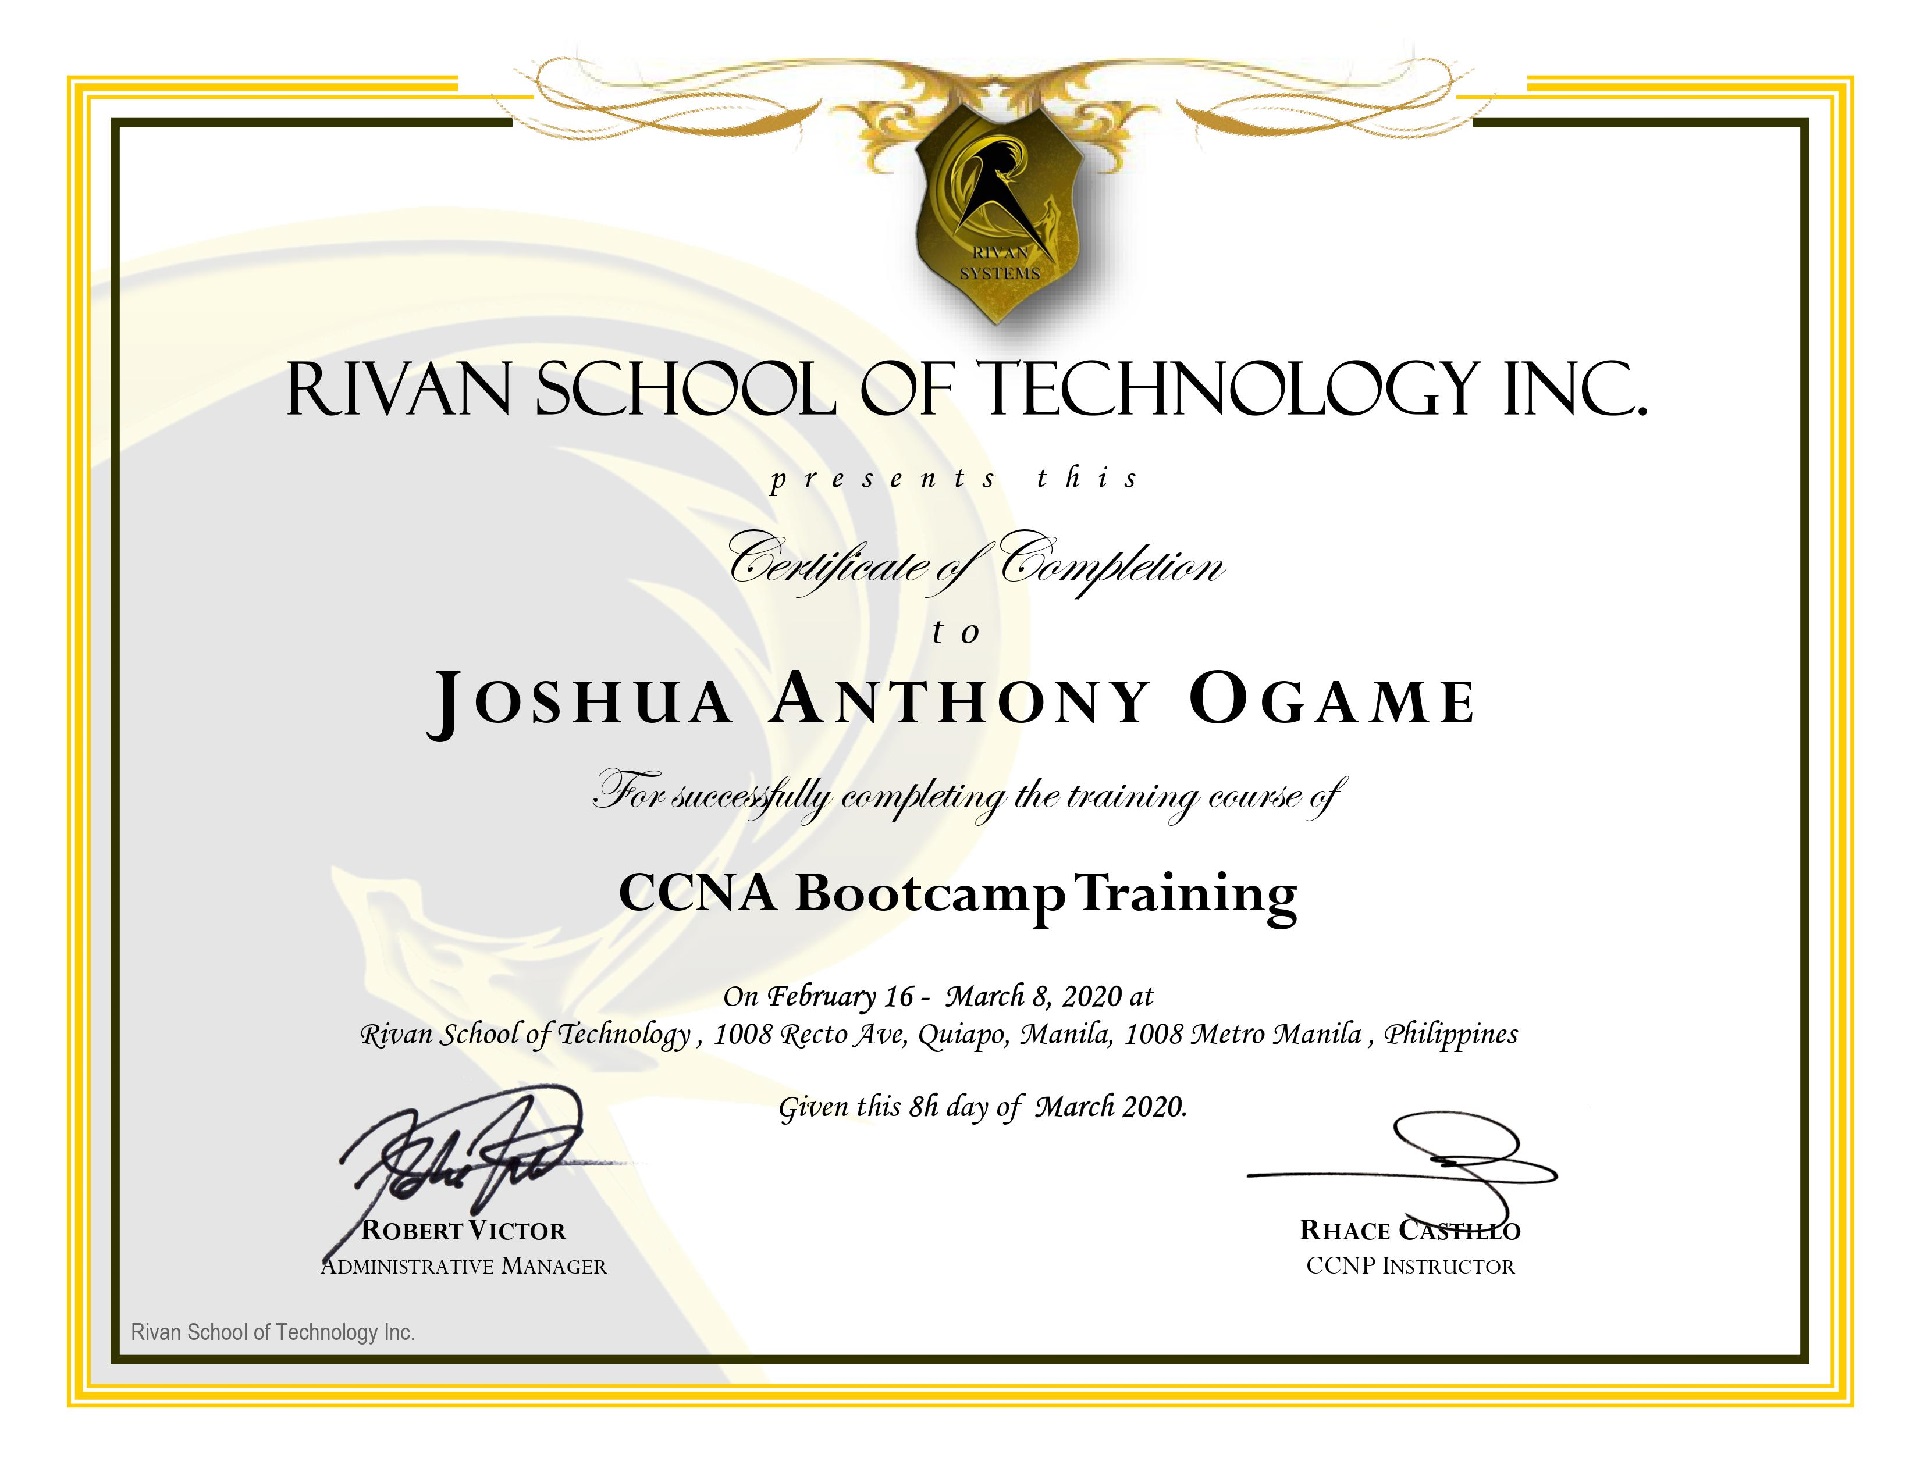 RIVAN
SYSTEMS
RIVAN SCHOOL OF TECHNOLOGY INC.
presents this
Certificate of Completion
to
JOSHUA ANTHONY OGAME
For successfully completing the training course of
CCNA Bootcamp Training
On February 16 - March 8, 2020 at
Rivan School of Technology , 1008 Recto Ave, Quiapo, Manila, 1008 Metro Manila , Philippines
Given this 8h day of March 2020.
ROBERT VICTOR
ADMINISTRATIVE MANAGER
RHACE CASTILLO
CCNP INSTRUCTOR
Rivan School of Technology Inc.